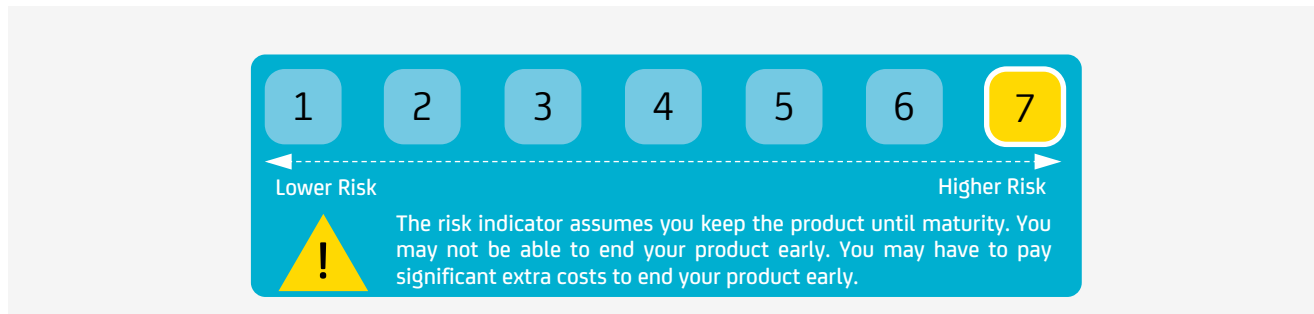 1 2 3 4 5 6 7
Lower Risk Higher Risk
!
The risk indicator assumes you keep the product until maturity. You
may not be able to end your product early. You may have to pay
significant extra costs to end your product early.